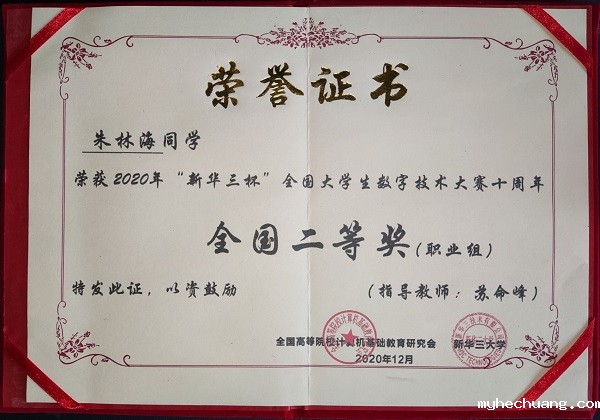 荣誉证书
朱林海同学
荣获2020年“新华三杯”全国大学生数字技术大赛十周年
全国二等奖(职业组)
特发此证，以资鼓励 (指导教师：苏命峰)
全国高等院校计算机基础教育研究会 新华三大学
2020年12月
myhechuang.com